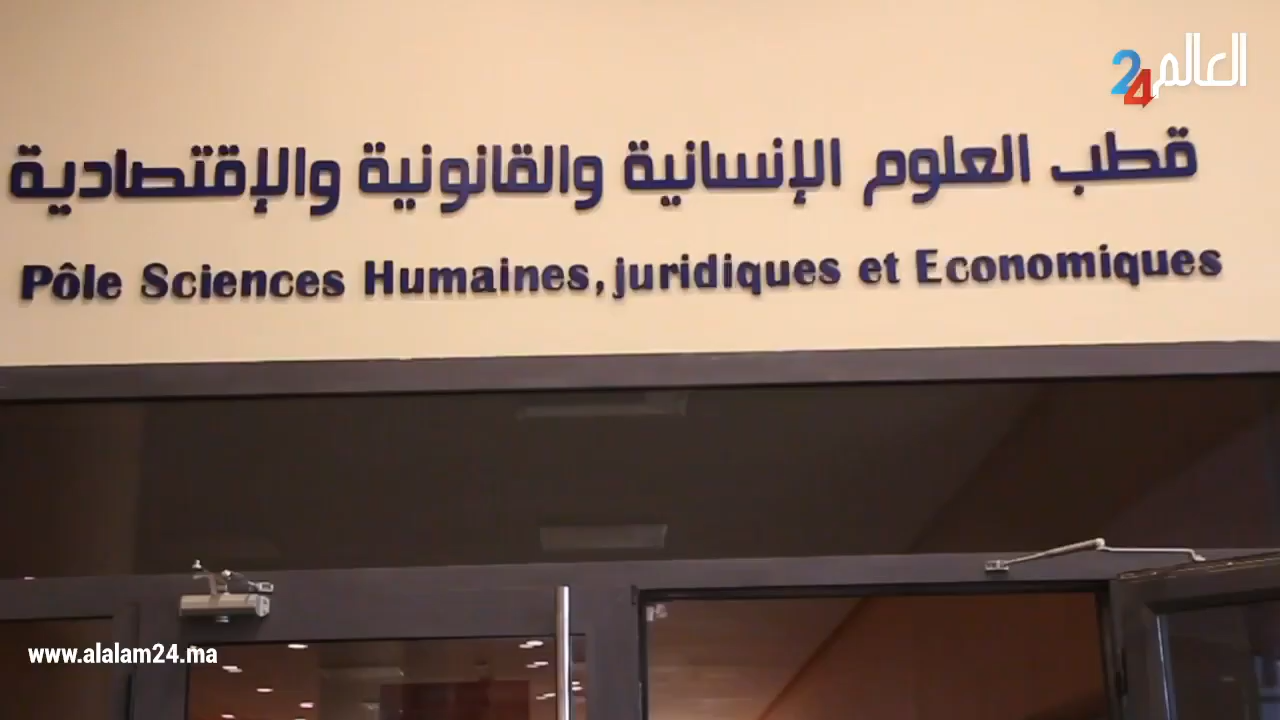 العالم 24
قطب العلوم الإنسانية والقانونية والإقتصادية
Pôle Sciences Humaines, juridiques et Economiques
www.alalam24.ma